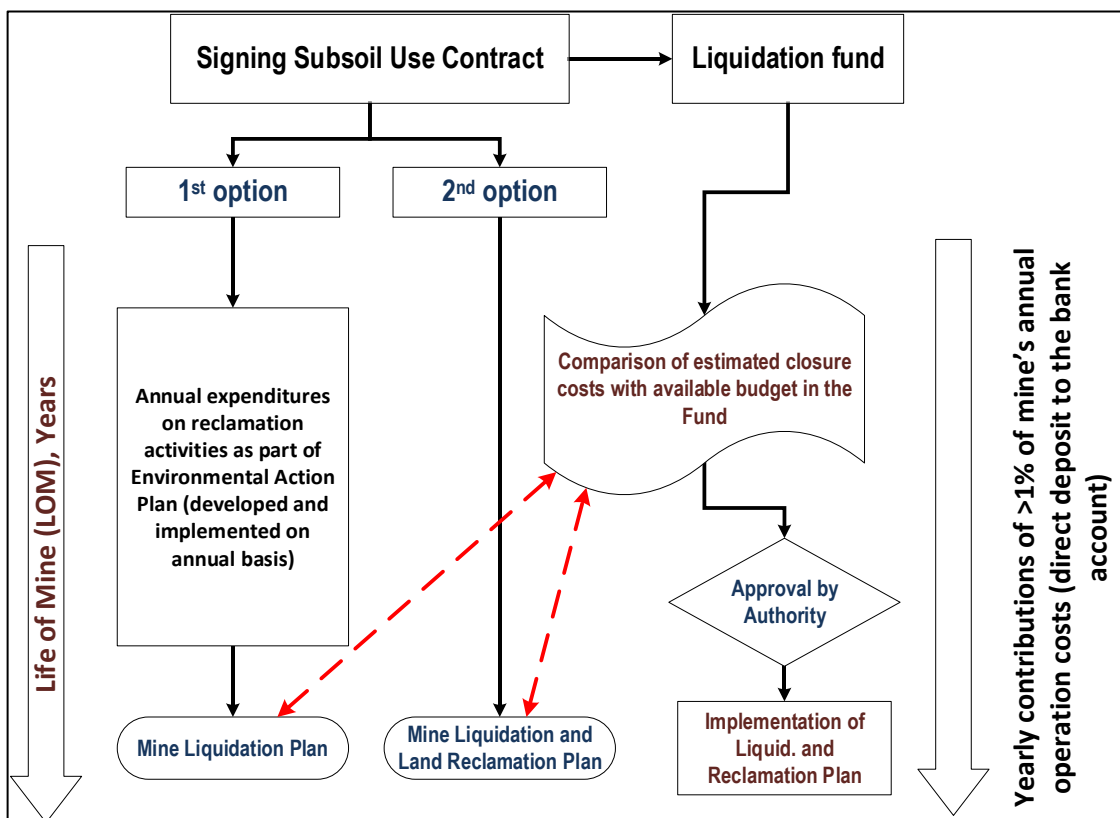 Signing Subsoil Use Contract
Liquidation fund
1st option
2nd option
Life of Mine (LOM), Years
Annual expenditures
on reclamation
activities as part of
Environmental Action
Plan (developed and
implemented on
annual basis)
Comparison of estimated closure
costs with available budget in the
Fund
Approval by
Authority
Mine Liquidation Plan
Mine Liquidation and
Land Reclamation Plan
Implementation of
Liquid. and
Reclamation Plan
Yearly contributions of >1% of mine’s annual
operation costs (direct deposit to the bank
account)